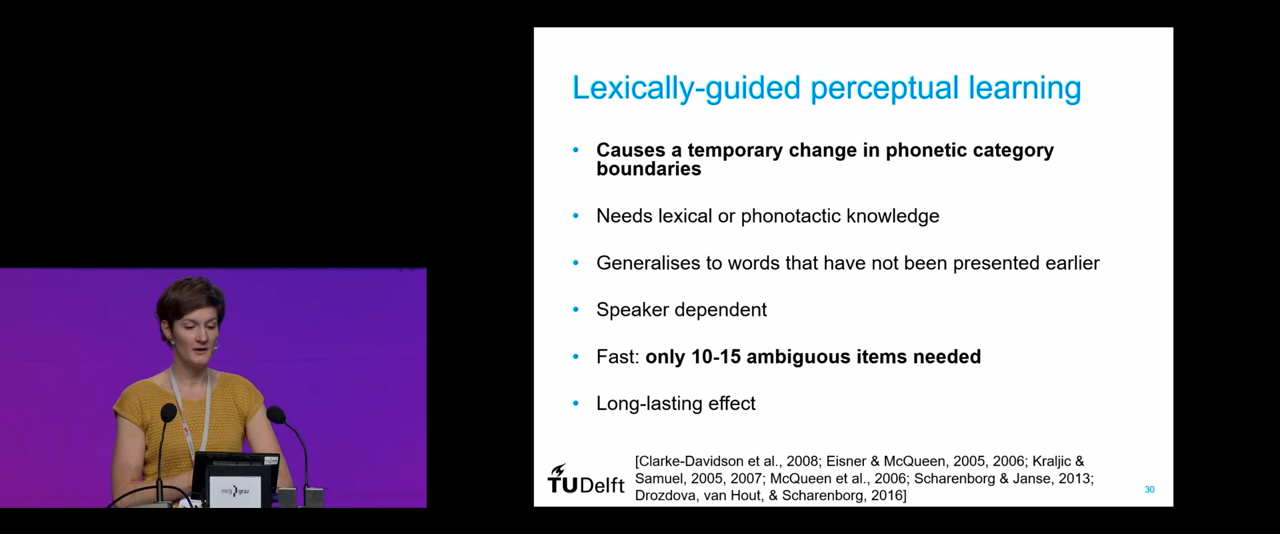 Lexically-guided perceptual learning
• Causes a temporary change in phonetic category
boundaries
• Needs lexical or phonotactic knowledge
• Generalises to words that have not been presented earlier
• Speaker dependent
• Fast: only 10-15 ambiguous items needed
• Long-lasting effect
[Clarke-Davidson et al., 2008; Eisner & McQueen, 2005, 2006; Kraljic &
Samuel, 2005, 2007; McQueen et al., 2006; Scharenborg & Janse, 2013;
Drozdova, van Hout, & Scharenborg, 2016]
TUDelft
30
mcg graz